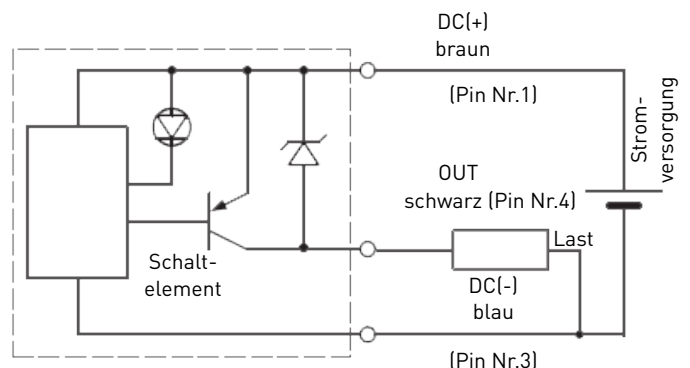 DC(+)
braun
(Pin Nr.1)
Strom-
versorgung
OUT
schwarz (Pin Nr.4)
Last
Schalt-
element
DC(-)
blau
(Pin Nr.3)